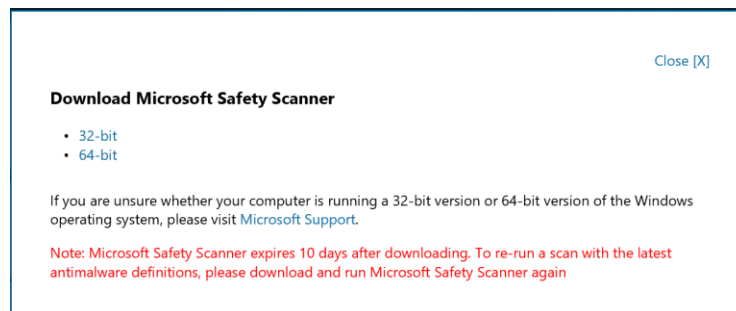 Close [X]
Download Microsoft Safety Scanner
• 32-bit
• 64-bit
If you are unsure whether your computer is running a 32-bit version or 64-bit version of the Windows
operating system, please visit Microsoft Support.
Note: Microsoft Safety Scanner expires 10 days after downloading. To re-run a scan with the latest
antimalware definitions, please download and run Microsoft Safety Scanner again